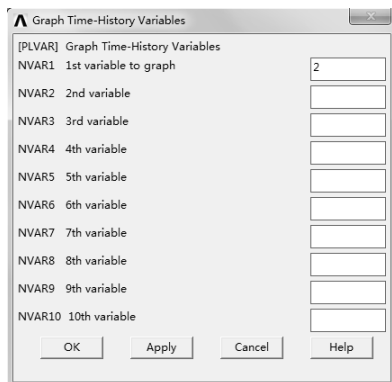 Graph Time-History Variables
[PLVAR] Graph Time-History Variables
NVAR1 1st variable to graph 2
NVAR2 2nd variable
NVAR3 3rd variable
NVAR4 4th variable
NVAR5 5th variable
NVAR6 6th variable
NVAR7 7th variable
NVAR8 8th variable
NVAR9 9th variable
NVAR10 10th variable
OK Apply Cancel Help